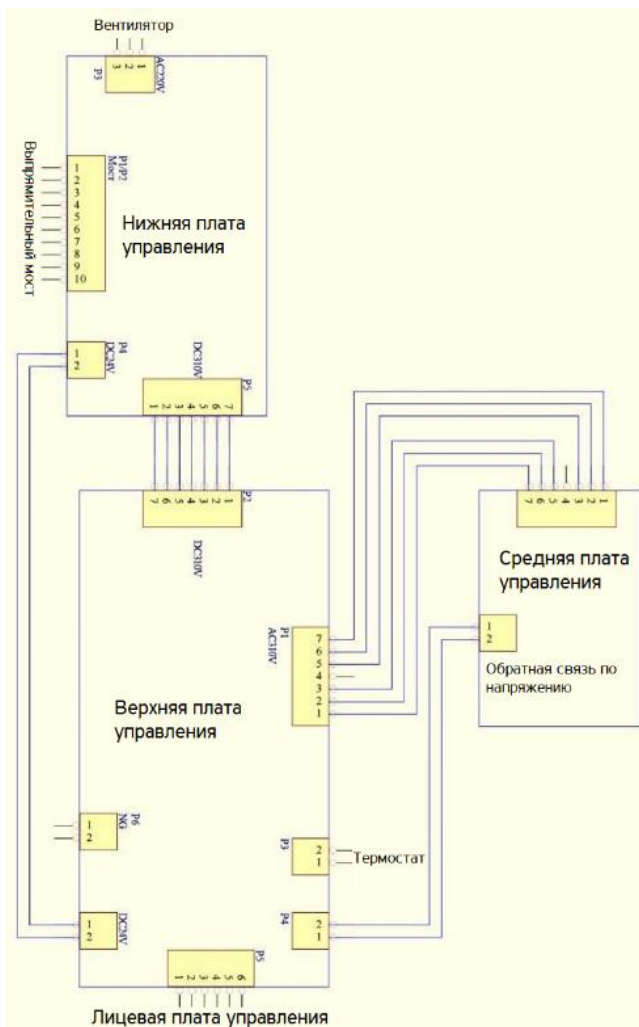 Вентилятор
3 2 1
P3
AC220V
Выпрямительный мост
P1/P2
Мост
1
2
3
4
5
6
7
8
9
10
Нижняя плата
управления
P4
DC24V
1
2
DC310V
P5
1 2 3 4 5 6 7
7 6 5 4 3 2 1
P2
DC310V
7 6 5 4 3 2 1
Средняя плата
управления
1
2
Обратная связь по
напряжению
P1
AC310V
7
6
5
4
3
2
1
Верхняя плата
управления
P6
NG
1
2
P3
2
1
Термостат
DC24V
1
2
P4
2
1
P5
1 2 3 4 5 6
Лицевая плата управления